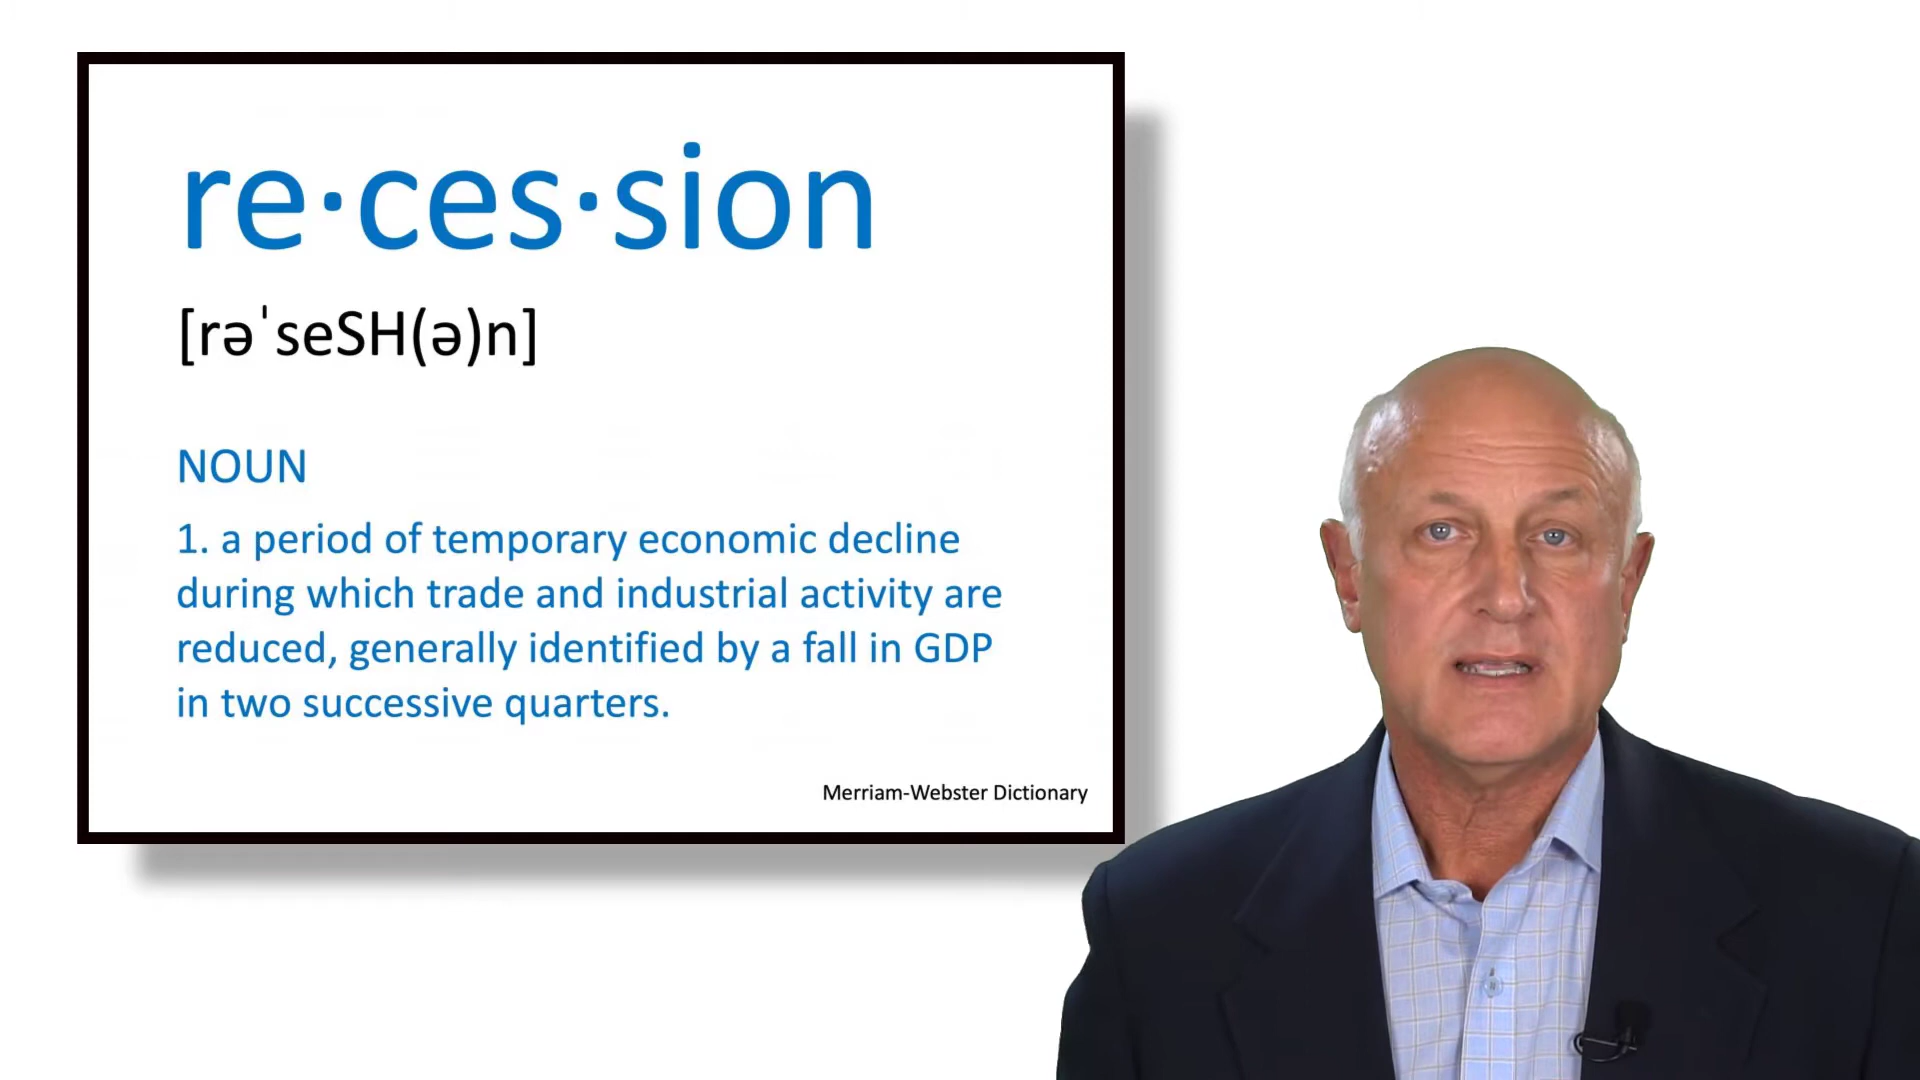 re·ces·sion
[rəˈseSH(ə)n]
NOUN
1. a period of temporary economic decline
during which trade and industrial activity are
reduced, generally identified by a fall in GDP
in two successive quarters.
Merriam-Webster Dictionary